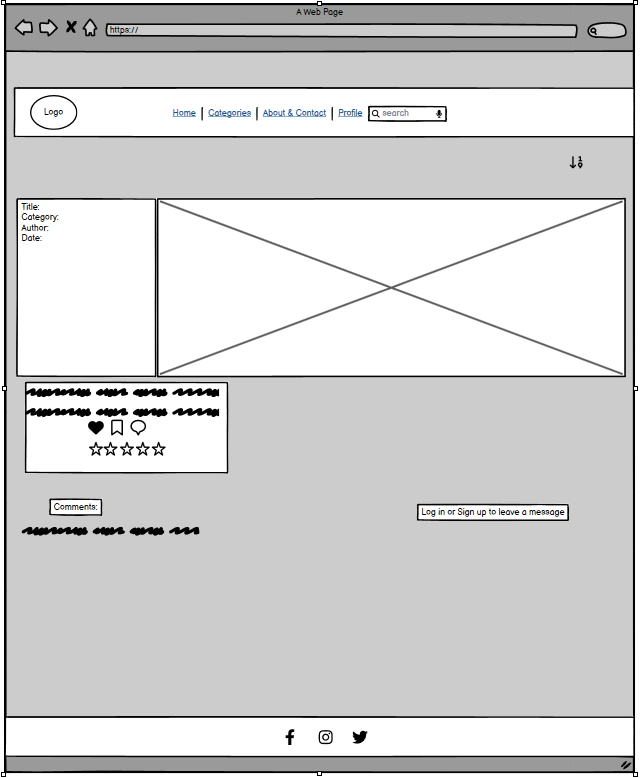 A Web Page
https://
Logo
Home
Categories
About & Contact
Profile
search
Title:
Category:
Author:
Date:
Comments:
Log in or Sign up to leave a message